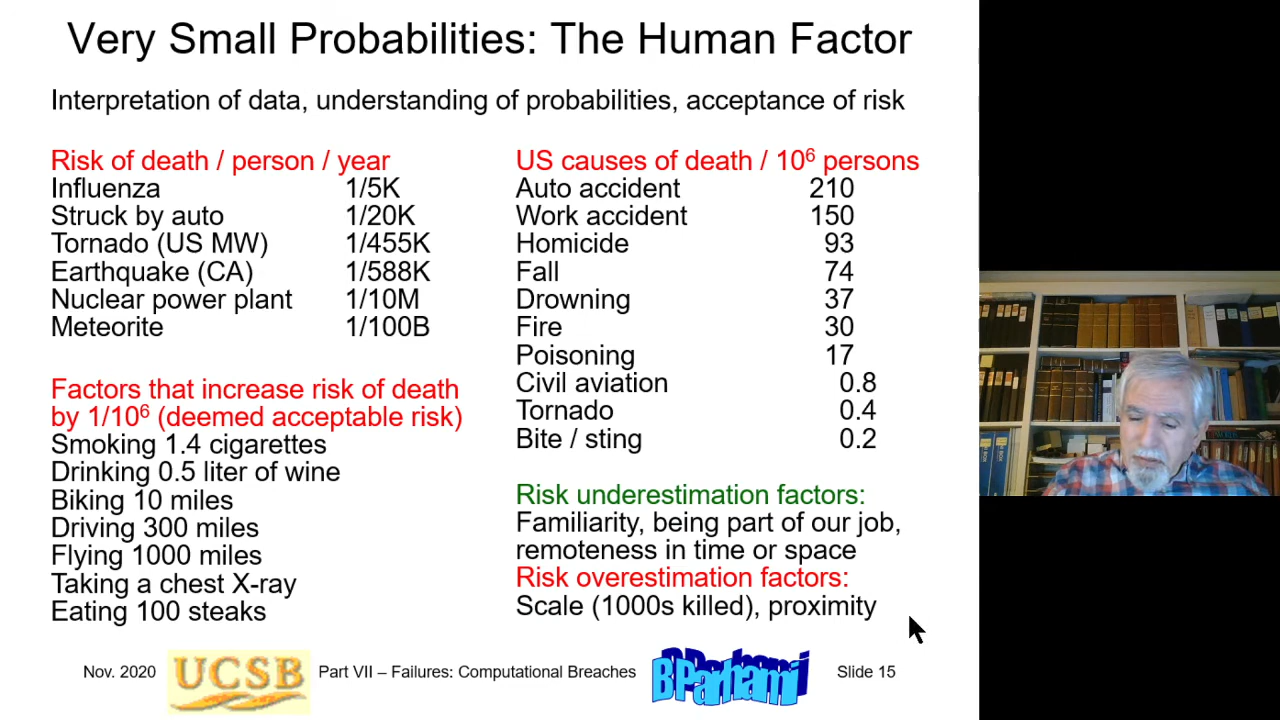 Very Small Probabilities: The Human Factor
Interpretation of data, understanding of probabilities, acceptance of risk
Risk of death / person / year
Influenza 1/5K
Struck by auto 1/20K
Tornado (US MW) 1/455K
Earthquake (CA) 1/588K
Nuclear power plant 1/10M
Meteorite 1/100B
Factors that increase risk of death
by 1/10⁶ (deemed acceptable risk)
Smoking 1.4 cigarettes
Drinking 0.5 liter of wine
Biking 10 miles
Driving 300 miles
Flying 1000 miles
Taking a chest X-ray
Eating 100 steaks
US causes of death / 10⁶ persons
Auto accident 210
Work accident 150
Homicide 93
Fall 74
Drowning 37
Fire 30
Poisoning 17
Civil aviation 0.8
Tornado 0.4
Bite / sting 0.2
Risk underestimation factors:
Familiarity, being part of our job,
remoteness in time or space
Risk overestimation factors:
Scale (1000s killed), proximity
Nov. 2020 UCSB Part VII – Failures: Computational Breaches B Parhami Slide 15